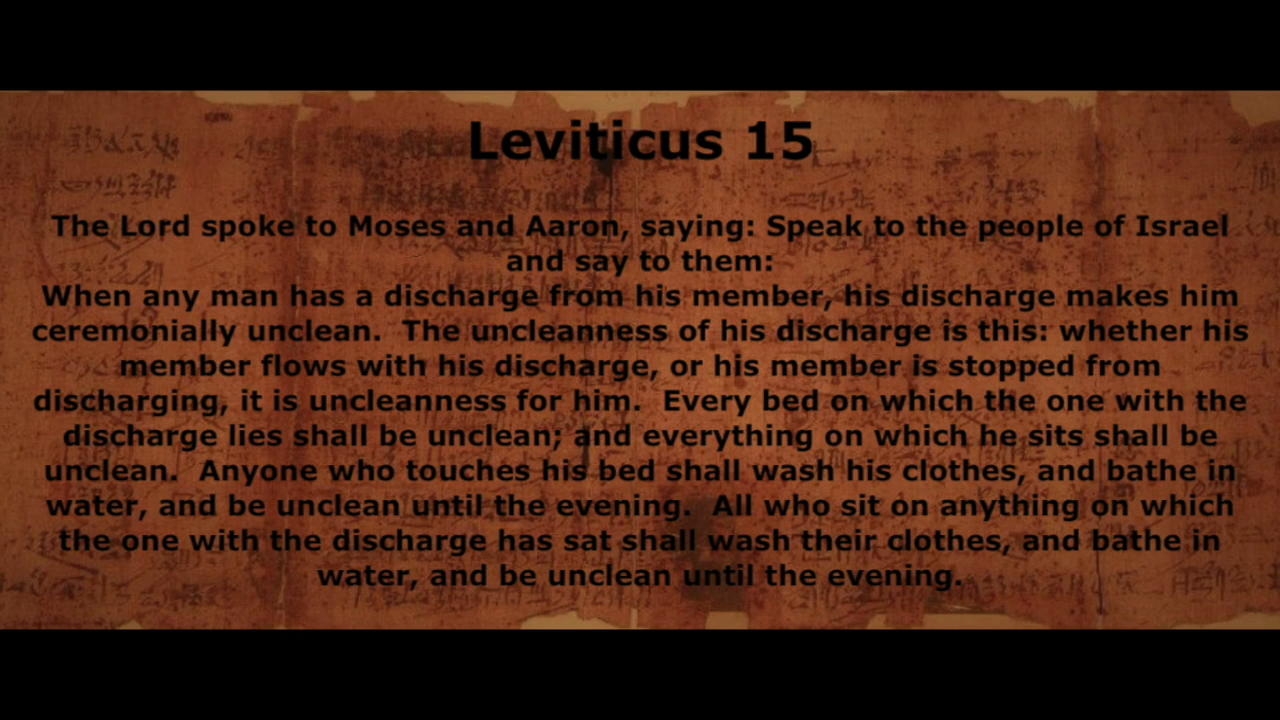 Leviticus 15
The Lord spoke to Moses and Aaron, saying: Speak to the people of Israel
and say to them:
When any man has a discharge from his member, his discharge makes him
ceremonially unclean.  The uncleanness of his discharge is this: whether his
member flows with his discharge, or his member is stopped from
discharging, it is uncleanness for him.  Every bed on which the one with the
discharge lies shall be unclean; and everything on which he sits shall be
unclean.  Anyone who touches his bed shall wash his clothes, and bathe in
water, and be unclean until the evening.  All who sit on anything on which
the one with the discharge has sat shall wash their clothes, and bathe in
water, and be unclean until the evening.